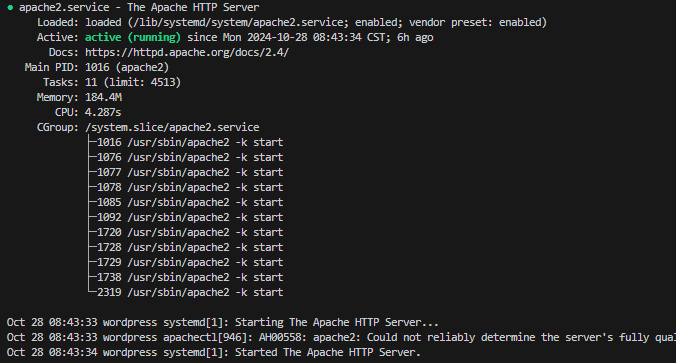 ● apache2.service - The Apache HTTP Server
Loaded: loaded (/lib/systemd/system/apache2.service; enabled; vendor preset: enabled)
Active: active (running) since Mon 2024-10-28 08:43:34 CST; 6h ago
Docs: https://httpd.apache.org/docs/2.4/
Main PID: 1016 (apache2)
Tasks: 11 (limit: 4513)
Memory: 184.4M
CPU: 4.287s
CGroup: /system.slice/apache2.service
├─1016 /usr/sbin/apache2 -k start
├─1076 /usr/sbin/apache2 -k start
├─1077 /usr/sbin/apache2 -k start
├─1078 /usr/sbin/apache2 -k start
├─1085 /usr/sbin/apache2 -k start
├─1092 /usr/sbin/apache2 -k start
├─1720 /usr/sbin/apache2 -k start
├─1728 /usr/sbin/apache2 -k start
├─1729 /usr/sbin/apache2 -k start
├─1738 /usr/sbin/apache2 -k start
└─2319 /usr/sbin/apache2 -k start
Oct 28 08:43:33 wordpress systemd[1]: Starting The Apache HTTP Server...
Oct 28 08:43:33 wordpress apachectl[946]: AH00558: apache2: Could not reliably determine the server's fully qual
Oct 28 08:43:34 wordpress systemd[1]: Started The Apache HTTP Server.